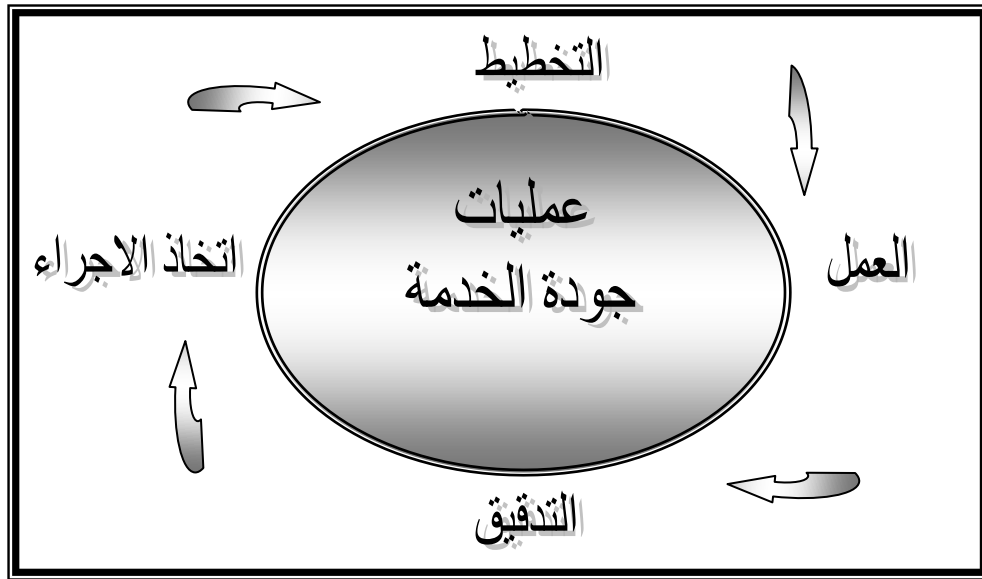 التخطيط
عمليات
جودة الخدمة
العمل
اتخاذ الاجراء
التدقيق